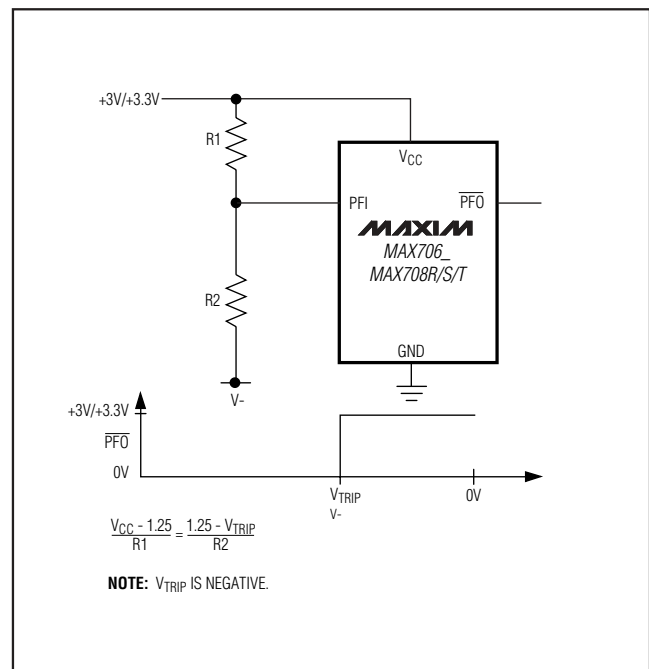 +3V/+3.3V
R1
VCC
PFI
PFO
MAXIM
MAX706_
MAX708R/S/T
R2
GND
V-
+3V/+3.3V
PFO
0V
VTRIP
V-
0V
VCC - 1.25 / R1 = 1.25 - VTRIP / R2
NOTE: VTRIP IS NEGATIVE.